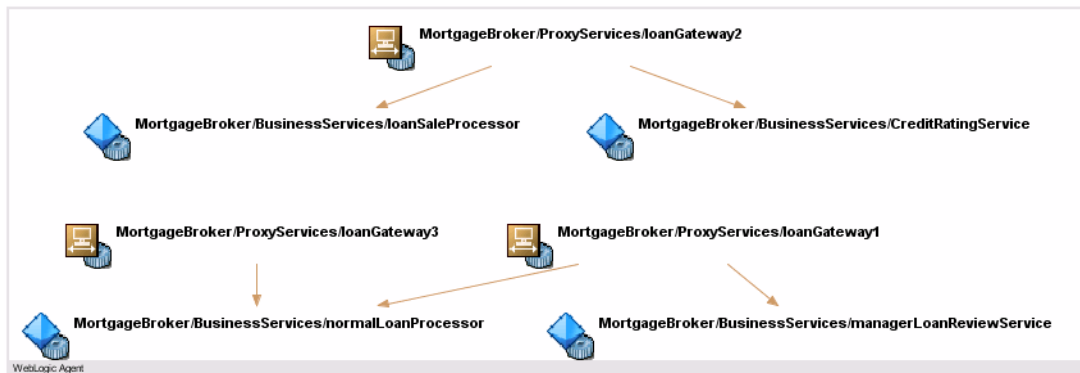 MortgageBroker/ProxyServices/loanGateway2
MortgageBroker/BusinessServices/loanSaleProcessor
MortgageBroker/BusinessServices/CreditRatingService
MortgageBroker/ProxyServices/loanGateway3
MortgageBroker/ProxyServices/loanGateway1
MortgageBroker/BusinessServices/normalLoanProcessor
MortgageBroker/BusinessServices/managerLoanReviewService
WebLogic Agent